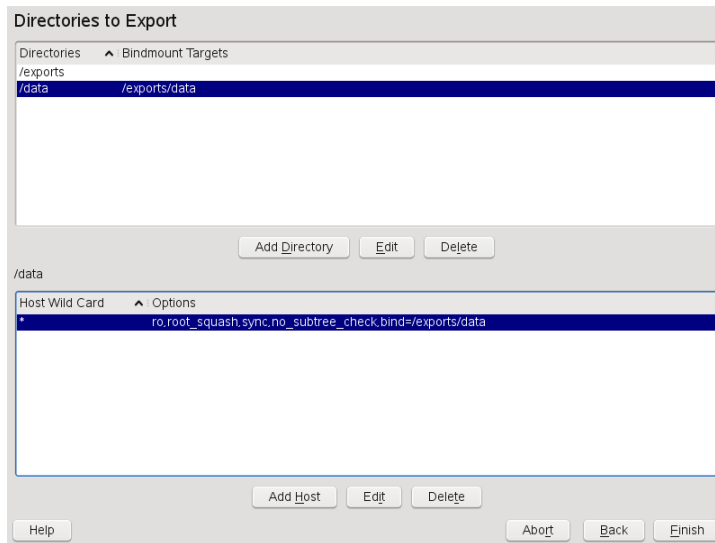 Directories to Export
Directories Bindmount Targets
/exports
/data /exports/data
Add Directory Edit Delete
/data
Host Wild Card Options
* ro,root_squash,sync,no_subtree_check,bind=/exports/data
Add Host Edit Delete
Help Abort Back Finish